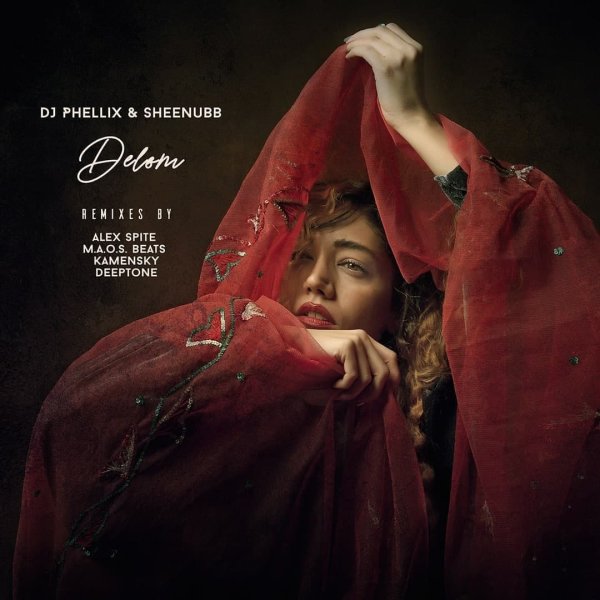 DJ PHELLIX & SHEENUBB
Delom
REMIXES BY
ALEX SPITE
M.A.O.S. BEATS
KAMENSKY
DEEPTONE